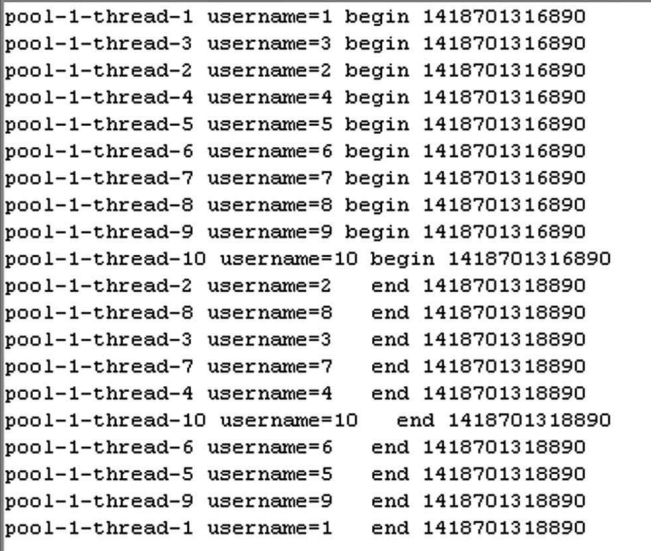 pool-1-thread-1 username=1 begin 1418701316890
pool-1-thread-3 username=3 begin 1418701316890
pool-1-thread-2 username=2 begin 1418701316890
pool-1-thread-4 username=4 begin 1418701316890
pool-1-thread-5 username=5 begin 1418701316890
pool-1-thread-6 username=6 begin 1418701316890
pool-1-thread-7 username=7 begin 1418701316890
pool-1-thread-8 username=8 begin 1418701316890
pool-1-thread-9 username=9 begin 1418701316890
pool-1-thread-10 username=10 begin 1418701316890
pool-1-thread-2 username=2   end 1418701318890
pool-1-thread-8 username=8   end 1418701318890
pool-1-thread-3 username=3   end 1418701318890
pool-1-thread-7 username=7   end 1418701318890
pool-1-thread-4 username=4   end 1418701318890
pool-1-thread-10 username=10   end 1418701318890
pool-1-thread-6 username=6   end 1418701318890
pool-1-thread-5 username=5   end 1418701318890
pool-1-thread-9 username=9   end 1418701318890
pool-1-thread-1 username=1   end 1418701318890